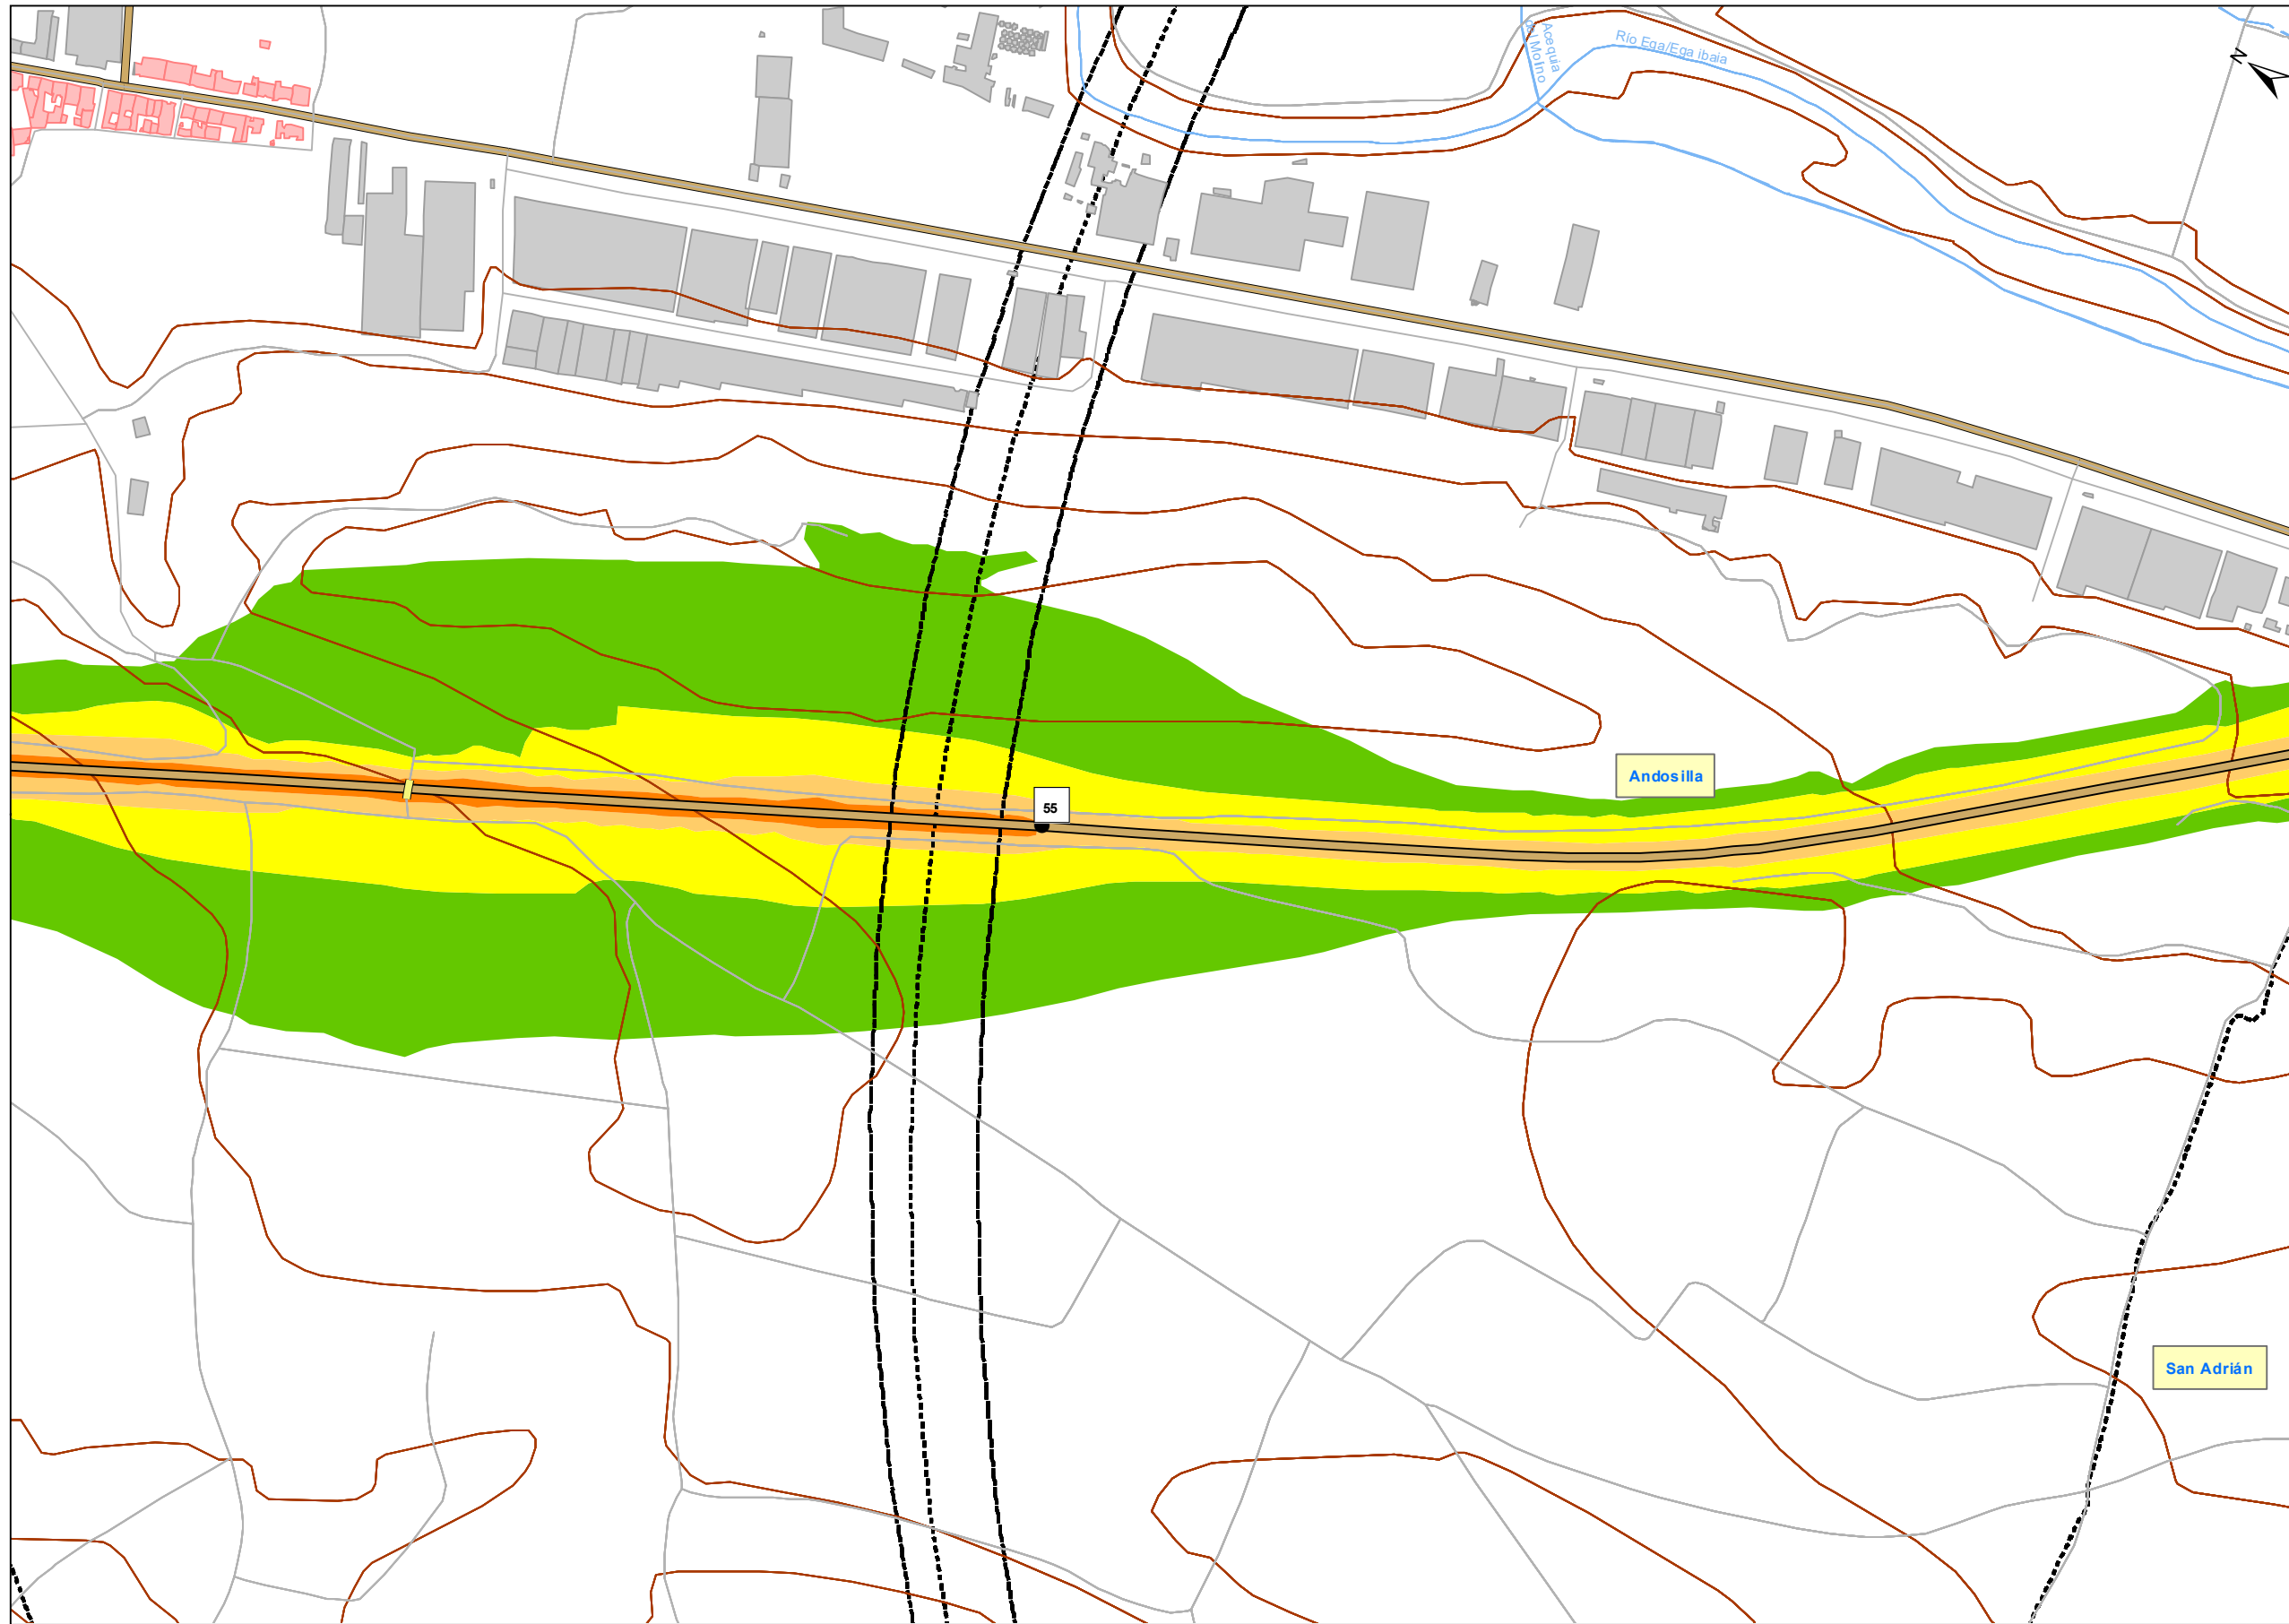 Acequia
del Molino
Río Ega/Ega ibaia
N
Andosilla
55
San Adrián